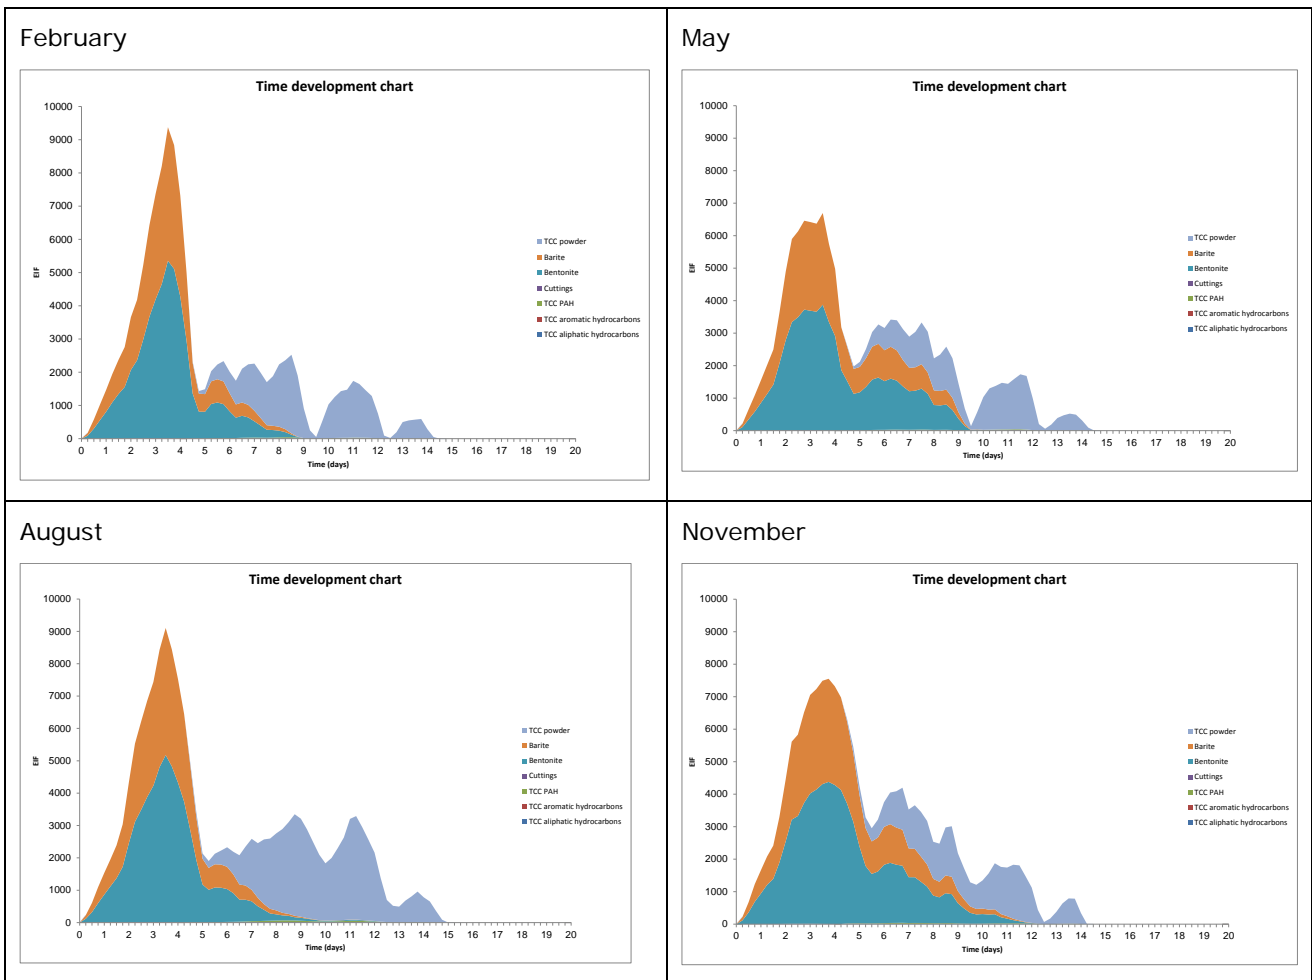 February
Time development chart
10000
9000
8000
7000
6000
5000
4000
3000
2000
1000
0
EIF
TCC powder
Barite
Bentonite
Cuttings
TCC PAH
TCC aromatic hydrocarbons
TCC aliphatic hydrocarbons
0 1 2 3 4 5 6 7 8 9 10 11 12 13 14 15 16 17 18 19 20
Time (days)
May
Time development chart
10000
9000
8000
7000
6000
5000
4000
3000
2000
1000
0
EIF
TCC powder
Barite
Bentonite
Cuttings
TCC PAH
TCC aromatic hydrocarbons
TCC aliphatic hydrocarbons
0 1 2 3 4 5 6 7 8 9 10 11 12 13 14 15 16 17 18 19 20
Time (days)
August
Time development chart
10000
9000
8000
7000
6000
5000
4000
3000
2000
1000
0
EIF
TCC powder
Barite
Bentonite
Cuttings
TCC PAH
TCC aromatic hydrocarbons
TCC aliphatic hydrocarbons
0 1 2 3 4 5 6 7 8 9 10 11 12 13 14 15 16 17 18 19 20
Time (days)
November
Time development chart
10000
9000
8000
7000
6000
5000
4000
3000
2000
1000
0
EIF
TCC powder
Barite
Bentonite
Cuttings
TCC PAH
TCC aromatic hydrocarbons
TCC aliphatic hydrocarbons
0 1 2 3 4 5 6 7 8 9 10 11 12 13 14 15 16 17 18 19 20
Time (days)